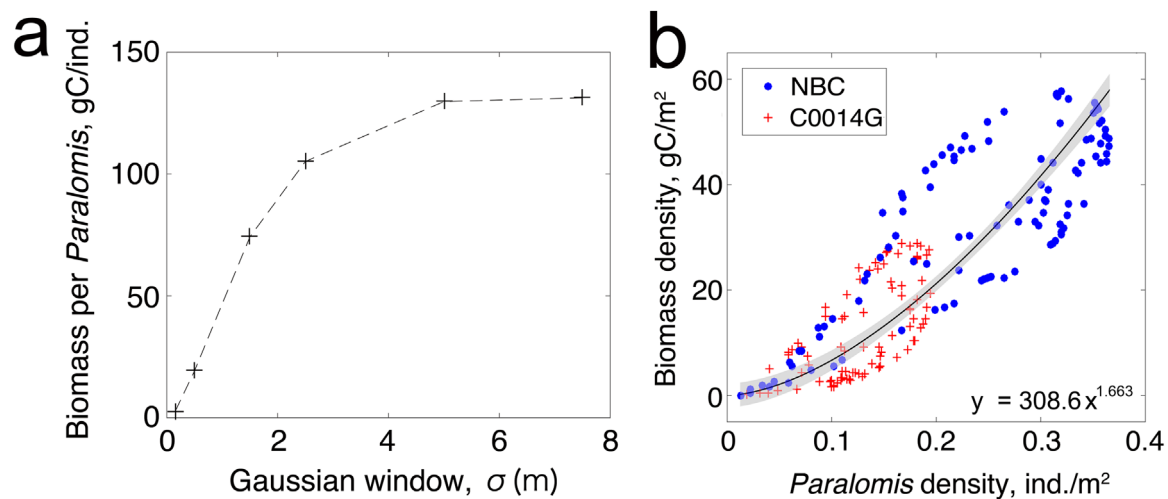 a
Biomass per Paralomis, gC/ind.
150
100
50
0
0
2
4
6
8
Gaussian window, σ (m)
b
Biomass density, gC/m²
60
40
20
0
NBC
C0014G
y = 308.6x^1.663
0
0.1
0.2
0.3
0.4
Paralomis density, ind./m²